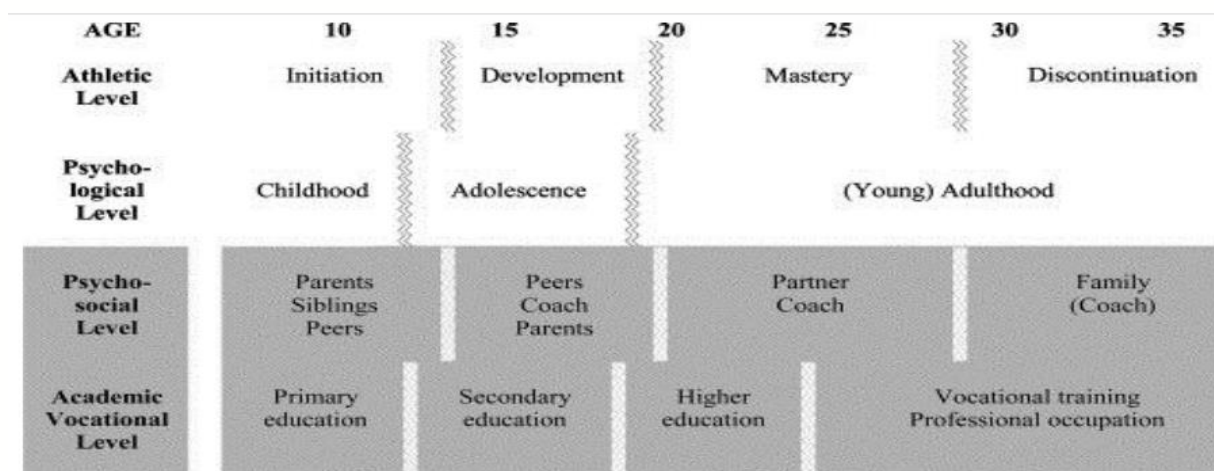 AGE 10 15 20 25 30 35
Athletic Level Initiation Development Mastery Discontinuation
Psycho-
logical
Level Childhood Adolescence (Young) Adulthood
Psycho- Parents Peers Partner Family
social Siblings Coach Coach (Coach)
Level Peers Parents
Academic Primary Secondary Higher Vocational training
Vocational education education education Professional occupation
Level